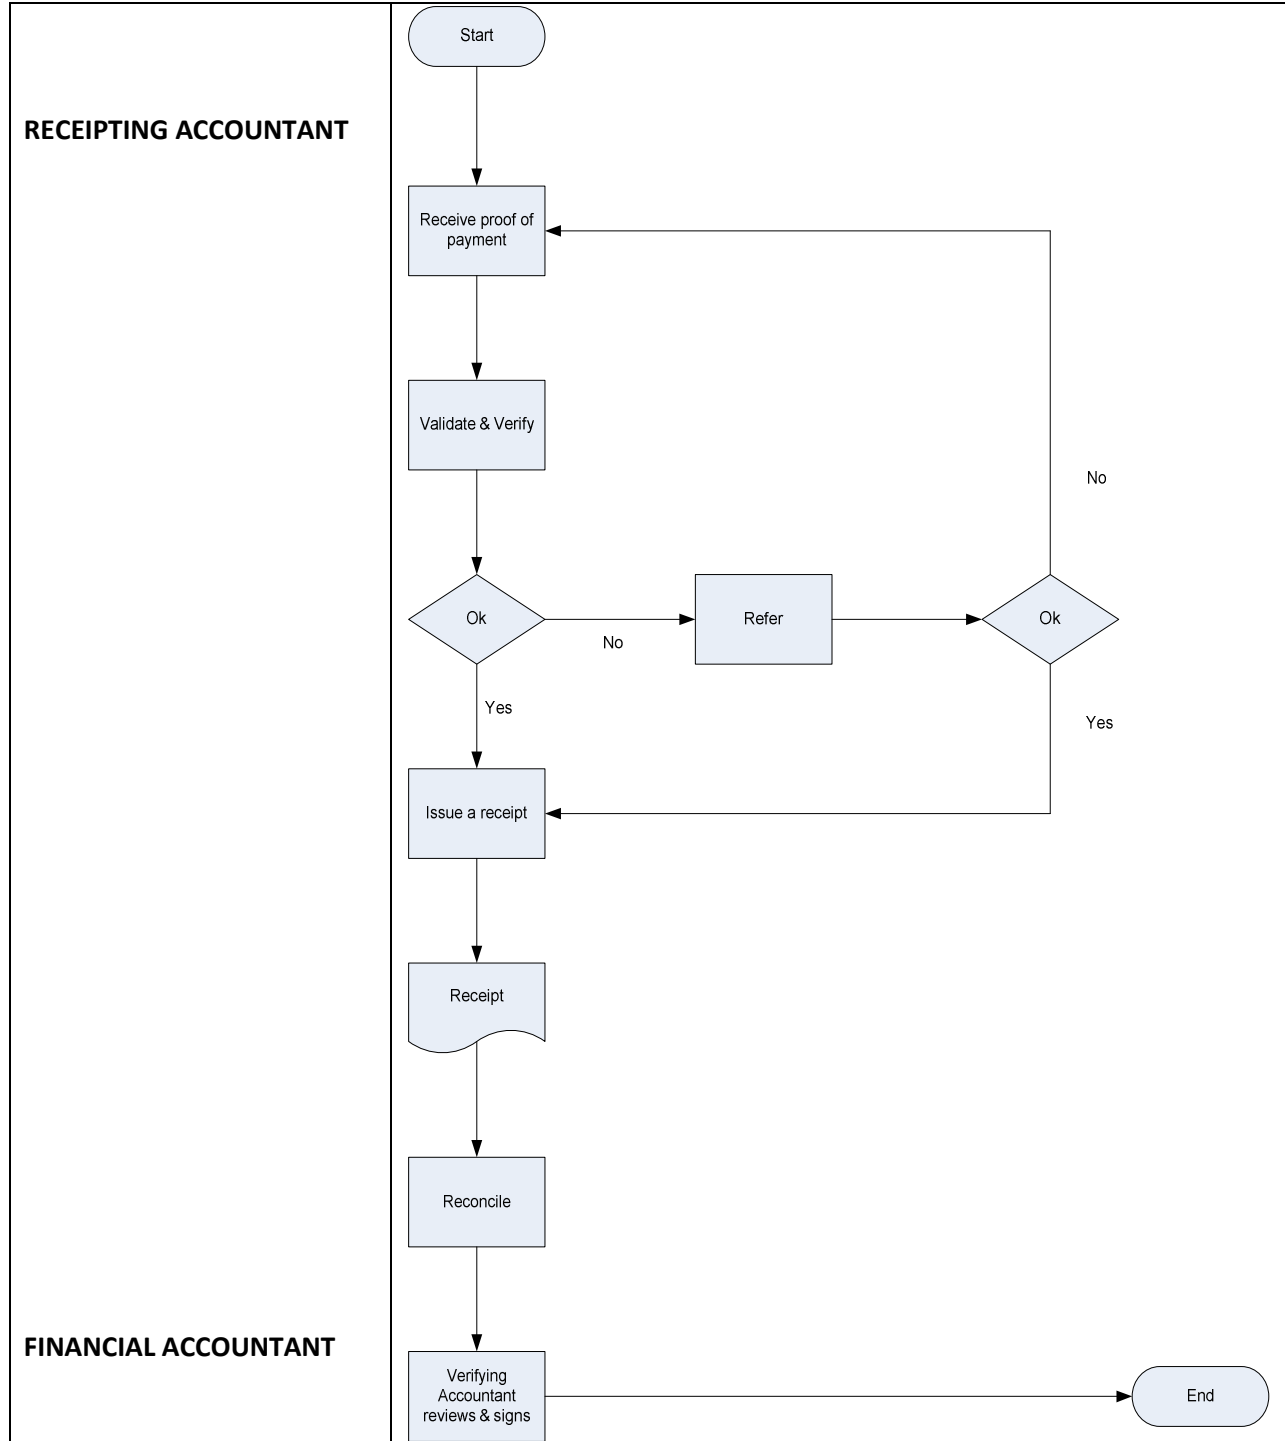 Start
RECEIPTING ACCOUNTANT
Receive proof of
payment
Validate & Verify
No
Ok
Refer
Ok
No
Yes
Yes
Issue a receipt
Receipt
Reconcile
FINANCIAL ACCOUNTANT
Verifying
Accountant
reviews & signs
End